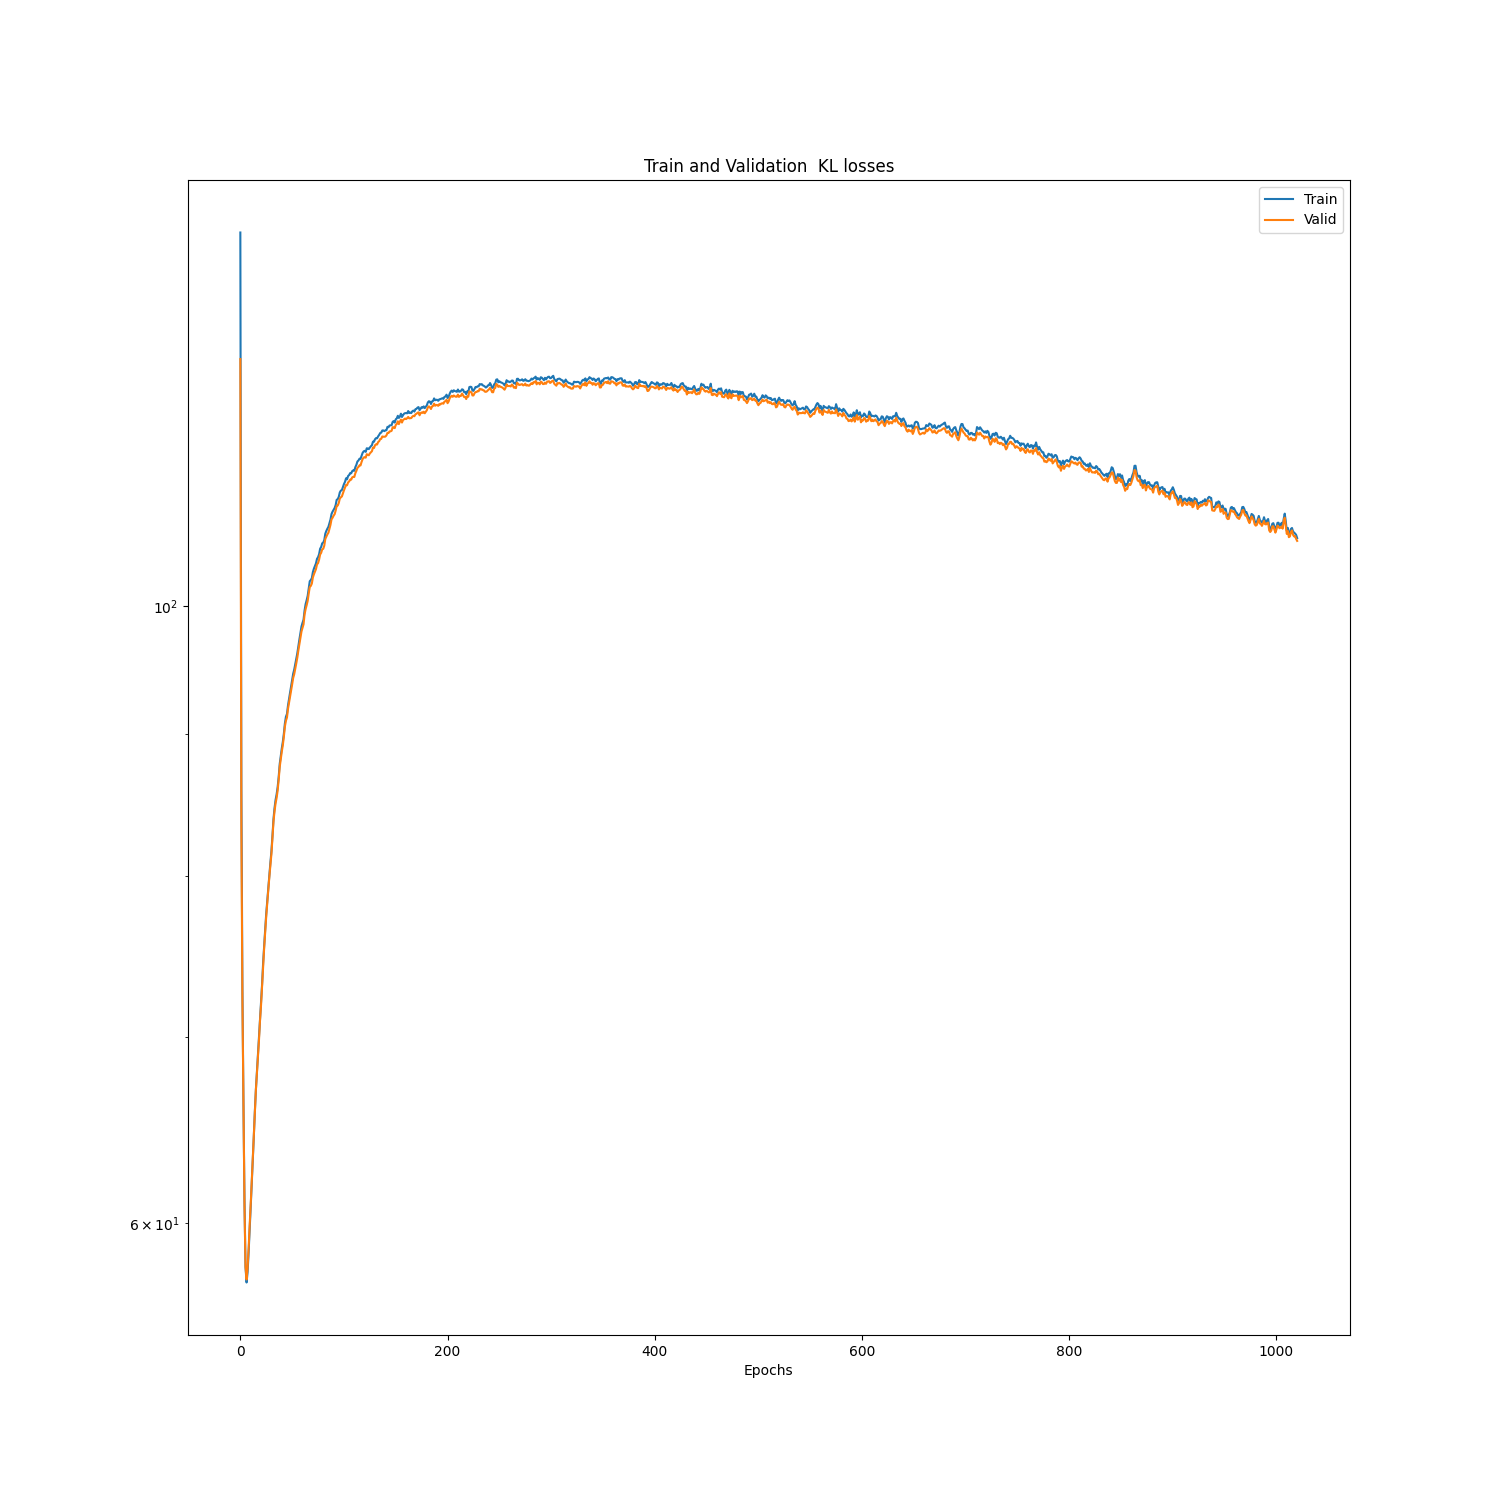 Train and Validation  KL losses
Train
Valid
10²
6 × 10¹
0 200 400 600 800 1000
Epochs